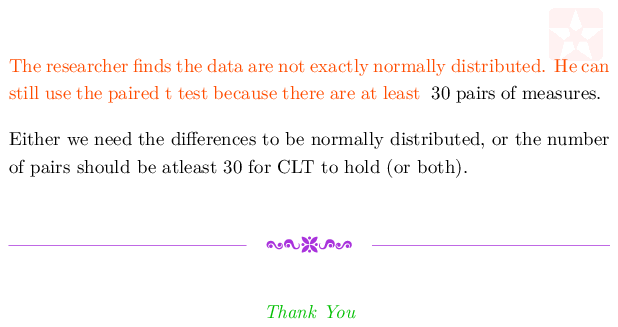 The researcher finds the data are not exactly normally distributed. He can
still use the paired t test because there are at least 30 pairs of measures.
Either we need the differences to be normally distributed, or the number
of pairs should be atleast 30 for CLT to hold (or both).
Thank You